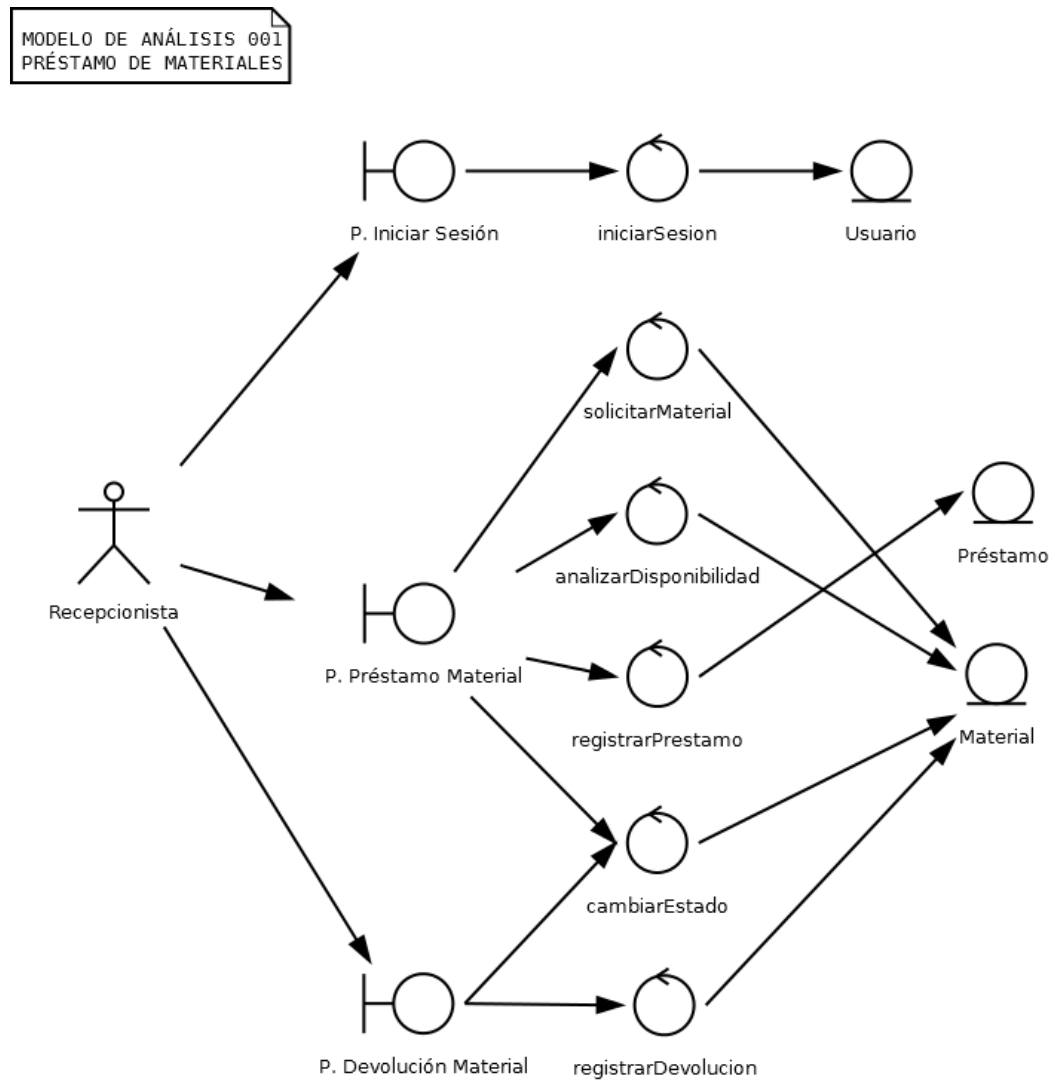 MODELO DE ANÁLISIS 001
PRÉSTAMO DE MATERIALES
P. Iniciar Sesión
iniciarSesion
Usuario
solicitarMaterial
analizarDisponibilidad
Préstamo
Recepcionista
P. Préstamo Material
registrarPrestamo
Material
cambiarEstado
P. Devolución Material
registrarDevolucion